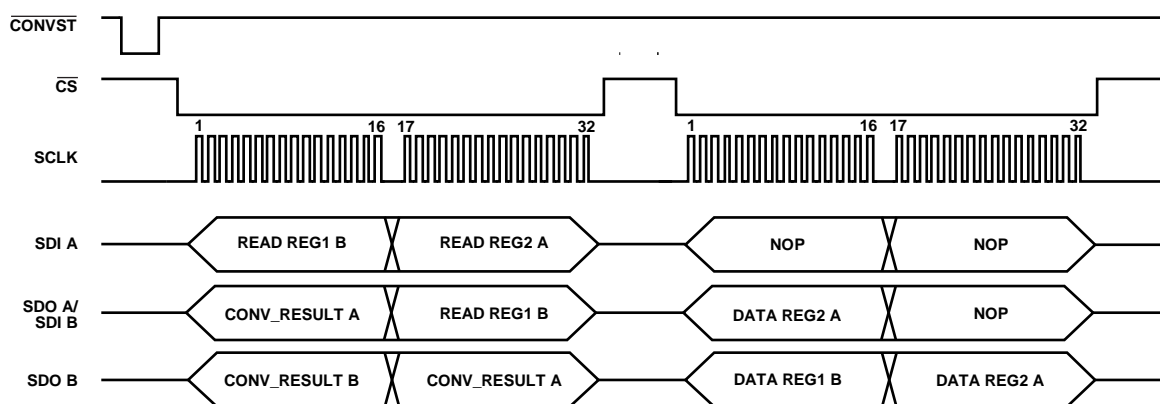 CONVST
CS
1 16 17 32 1 16 17 32
SCLK
SDI A READ REG1 B READ REG2 A NOP NOP
SDO A/
SDI B CONV_RESULT A READ REG1 B DATA REG2 A NOP
SDO B CONV_RESULT B CONV_RESULT A DATA REG1 B DATA REG2 A